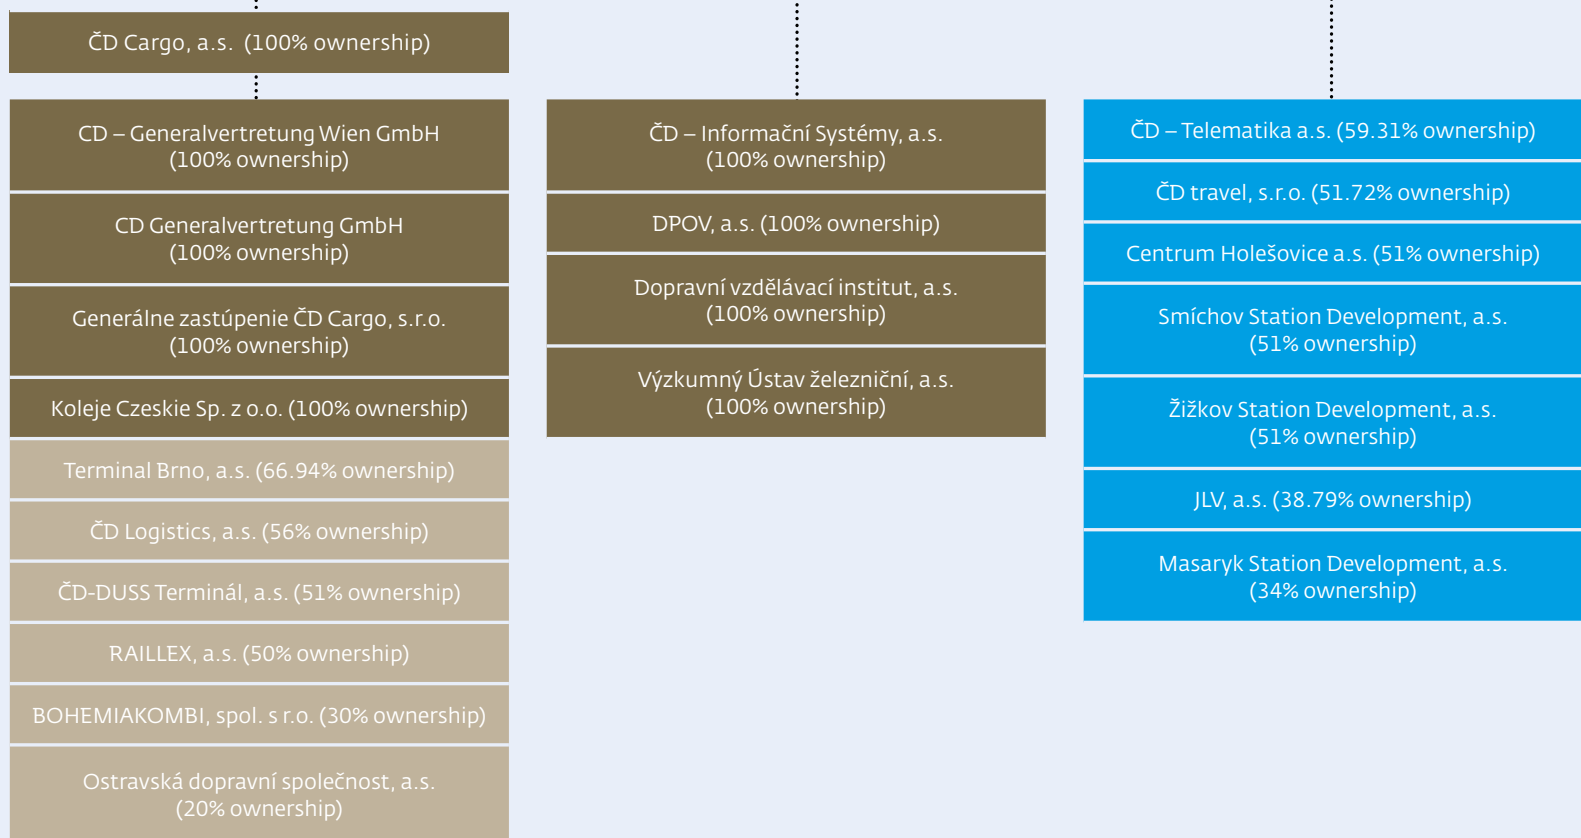 ČD Cargo, a.s. (100% ownership)
CD – Generalvertretung Wien GmbH
(100% ownership)
CD Generalvertretung GmbH
(100% ownership)
Generálne zastúpenie ČD Cargo, s.r.o.
(100% ownership)
Koleje Czeskie Sp. z o.o. (100% ownership)
Terminal Brno, a.s. (66.94% ownership)
ČD Logistics, a.s. (56% ownership)
ČD-DUSS Terminál, a.s. (51% ownership)
RAILLEX, a.s. (50% ownership)
BOHEMIAKOMBI, spol. s r.o. (30% ownership)
Ostravská dopravní společnost, a.s.
(20% ownership)
ČD – Informační Systémy, a.s.
(100% ownership)
DPOV, a.s. (100% ownership)
Dopravní vzdělávací institut, a.s.
(100% ownership)
Výzkumný Ústav železniční, a.s.
(100% ownership)
ČD – Telematika a.s. (59.31% ownership)
ČD travel, s.r.o. (51.72% ownership)
Centrum Holešovice a.s. (51% ownership)
Smíchov Station Development, a.s.
(51% ownership)
Žižkov Station Development, a.s.
(51% ownership)
JLV, a.s. (38.79% ownership)
Masaryk Station Development, a.s.
(34% ownership)